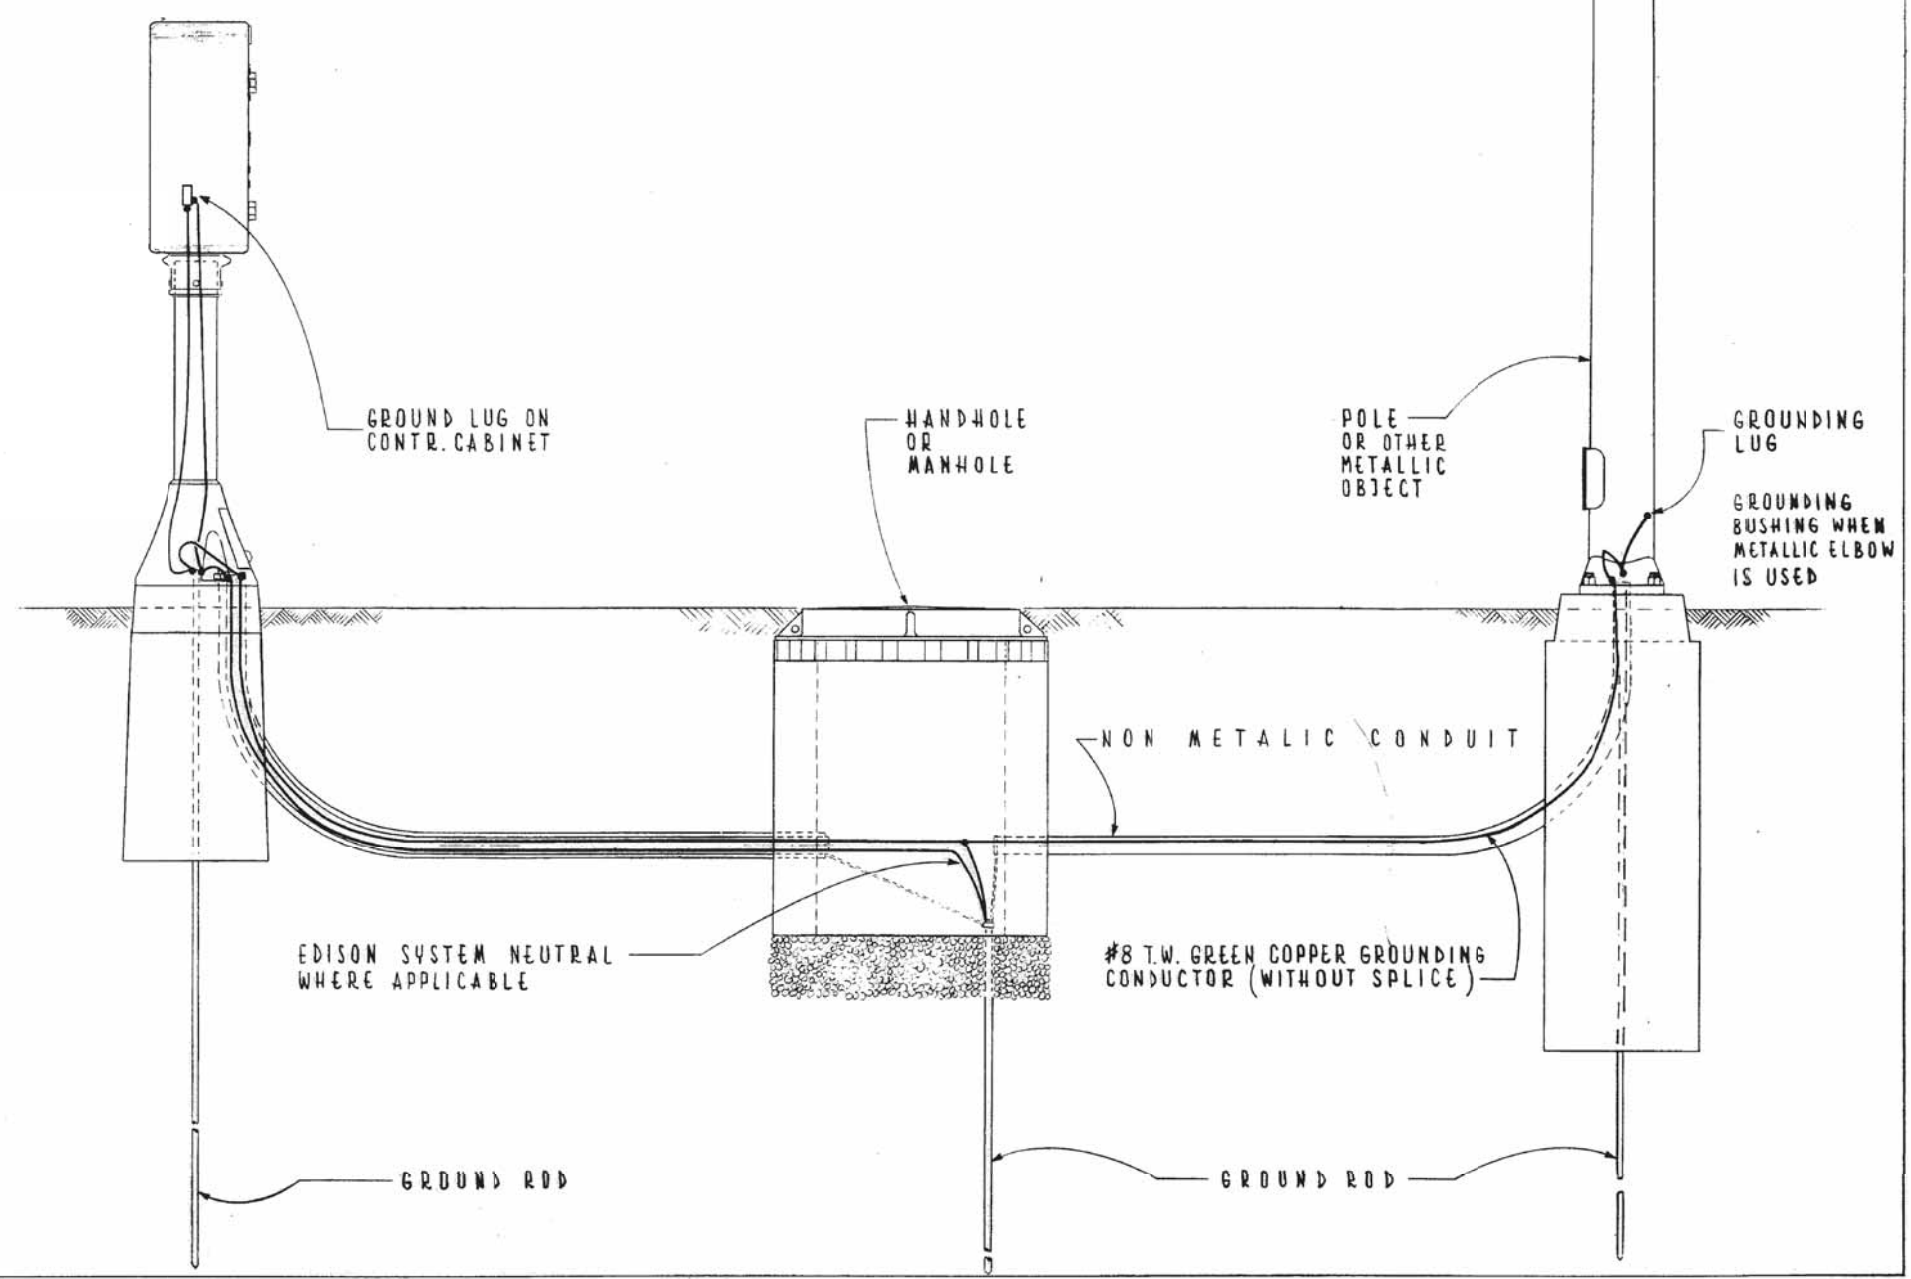 GROUND LUG ON
CONTR. CABINET
HANDHOLE
OR
MANHOLE
POLE
OR OTHER
METALLIC
OBJECT
GROUNDING
LUG
GROUNDING
BUSHING WHEN
METALLIC ELBOW
IS USED
NON METALIC CONDUIT
EDISON SYSTEM NEUTRAL
WHERE APPLICABLE
#8 T.W. GREEN COPPER GROUNDING
CONDUCTOR (WITHOUT SPLICE)
GROUND ROD
GROUND ROD